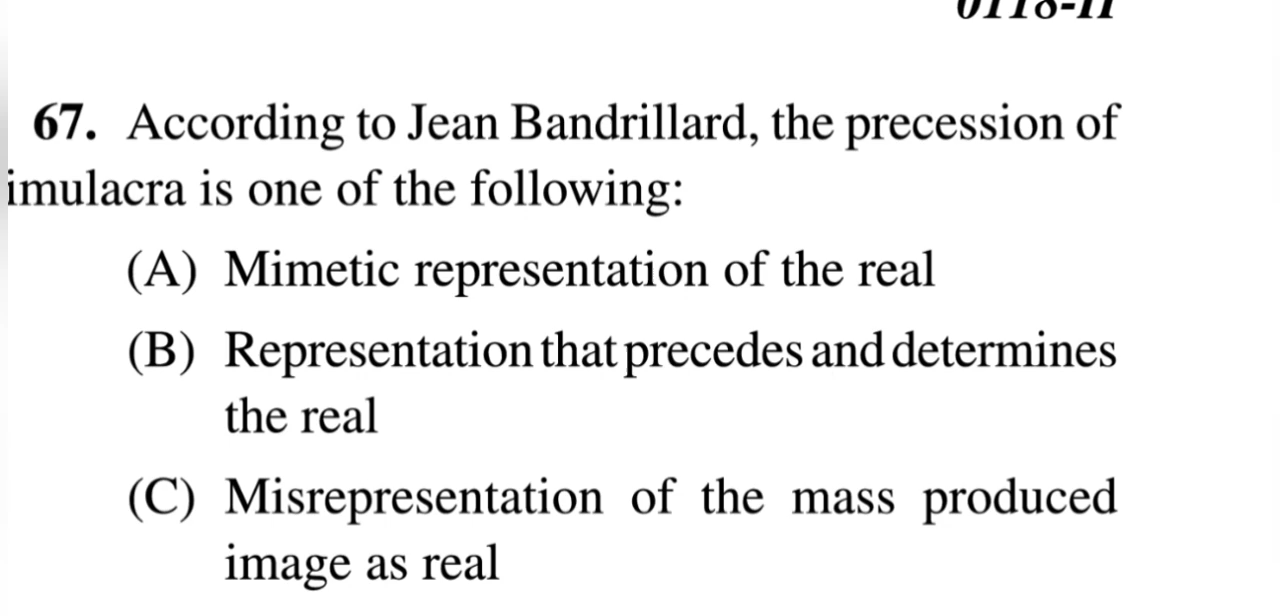 67. According to Jean Bandrillard, the precession of
imulacra is one of the following:
(A) Mimetic representation of the real
(B) Representation that precedes and determines
the real
(C) Misrepresentation of the mass produced
image as real